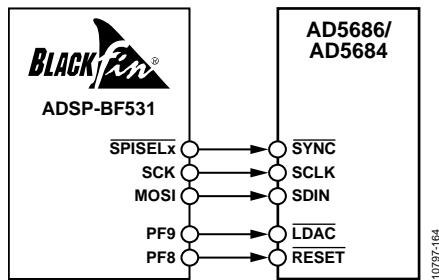 BLACKfin®
ADSP-BF531
SPISELx
SCK
MOSI
PF9
PF8
AD5686/
AD5684
SYNC
SCLK
SDIN
LDAC
RESET
10797-164